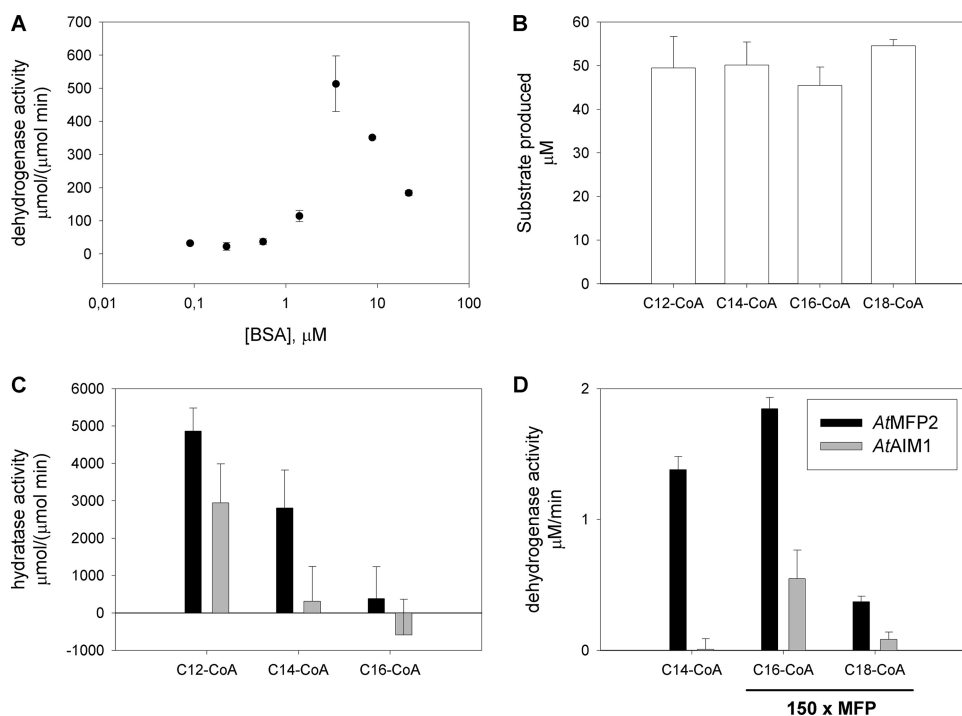 A
700
600
500
400
300
200
100
0
dehydrogenase activity
μmol/(μmol min)
0,01
0,1
1
10
100
[BSA], μM
B
60
50
40
30
20
10
0
Substrate produced
μM
C12-CoA
C14-CoA
C16-CoA
C18-CoA
C
6000
5000
4000
3000
2000
1000
0
-1000
hydratase activity
μmol/(μmol min)
C12-CoA
C14-CoA
C16-CoA
D
2
1
0
dehydrogenase activity
μM/min
AtMFP2
AtAIM1
C14-CoA
C16-CoA
C18-CoA
150 x MFP